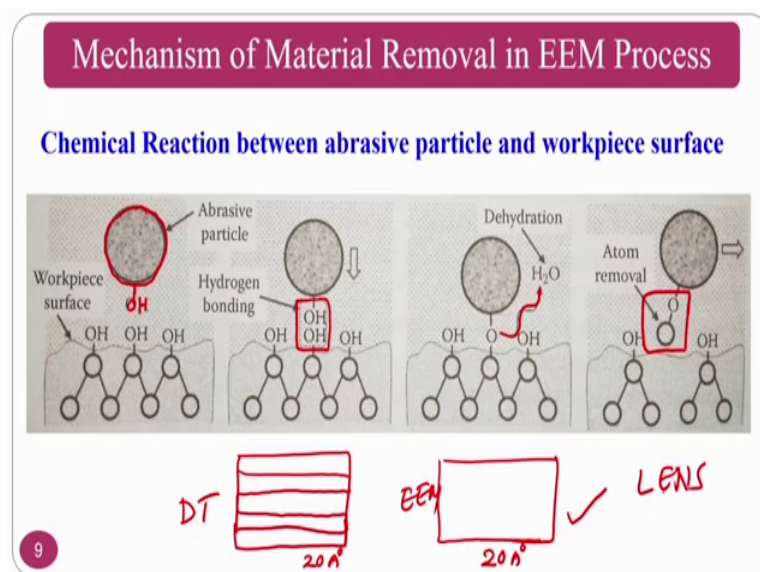 Mechanism of Material Removal in EEM Process
Chemical Reaction between abrasive particle and workpiece surface
Abrasive
particle
Workpiece
surface
OH
OH OH OH
Hydrogen
bonding
OH
OH OH OH
Dehydration
H₂O
OH O OH
Atom
removal
O
OH OH
DT
20A°
EEM
20A°
LENS
9